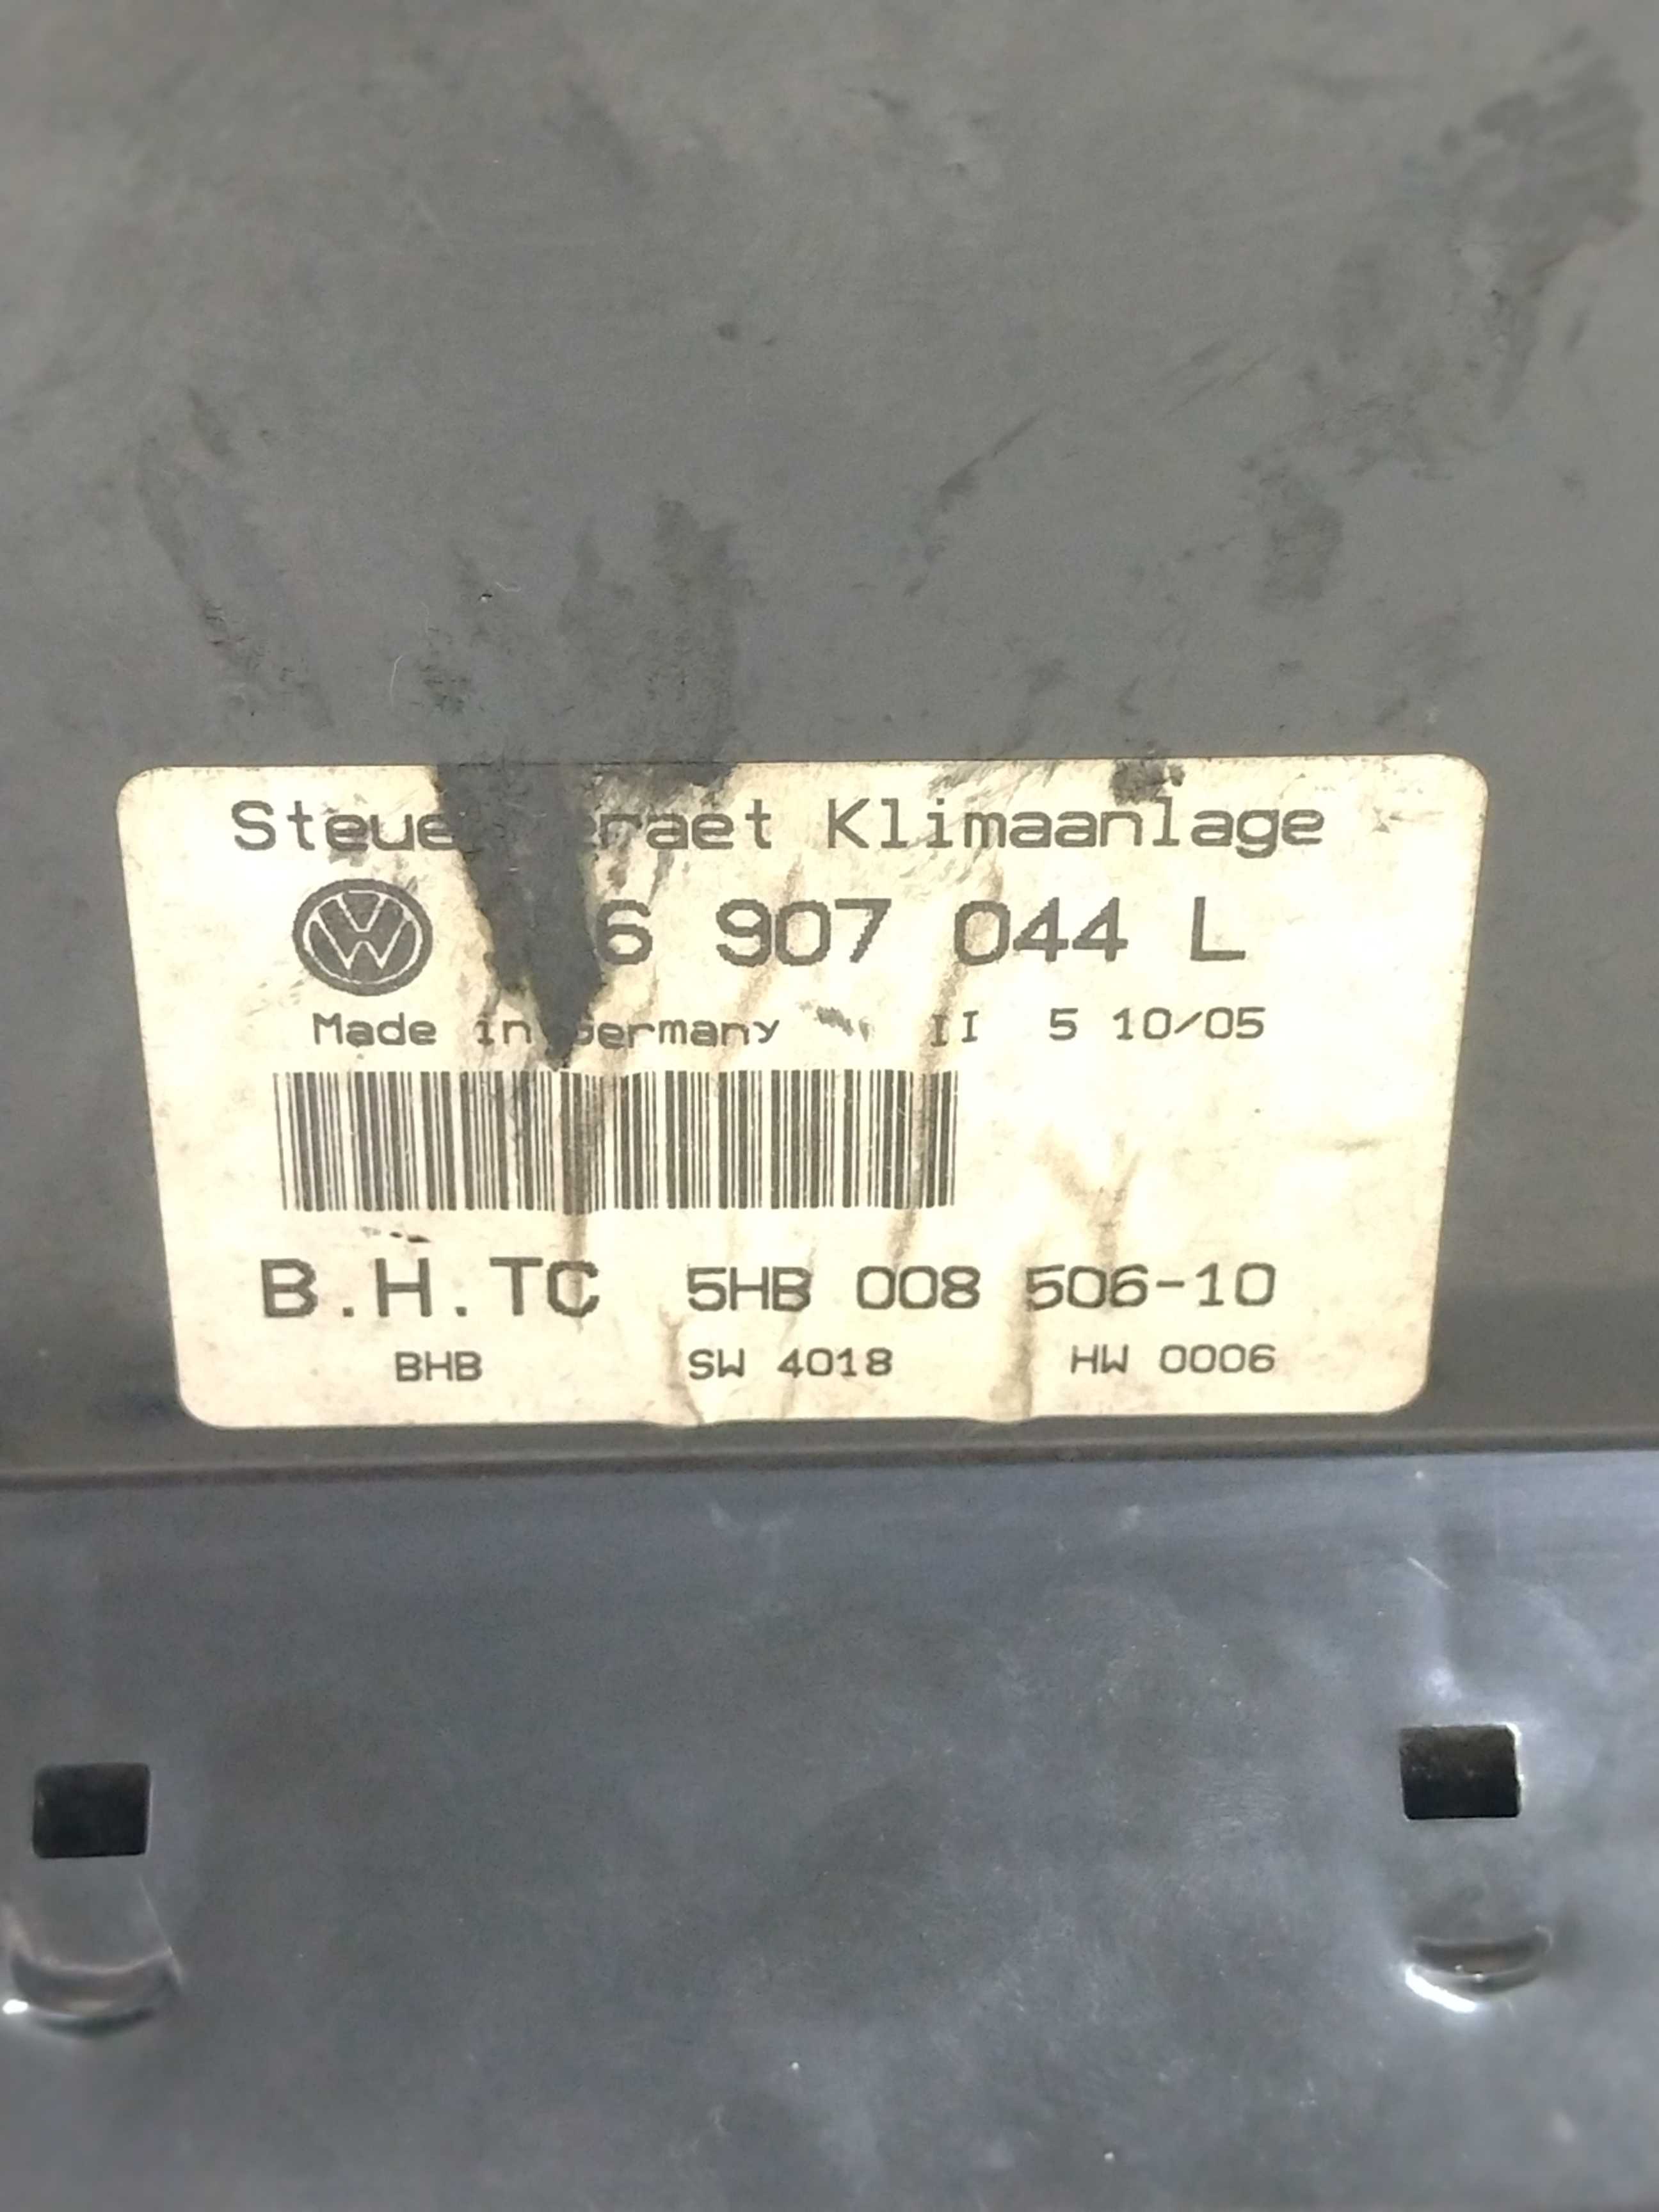 Klimaanlage
6 907 044 L
Made in Germany II 5 10/05
B.H.TC 5HB 008 506-10
BHB SW 4018 HW 0006